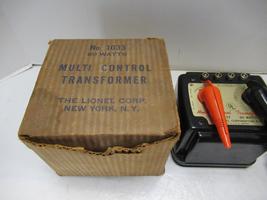 No. 1033
90 WATTS
MULTI CONTROL
TRANSFORMER
THE LIONEL CORP.
NEW YORK, N. Y.